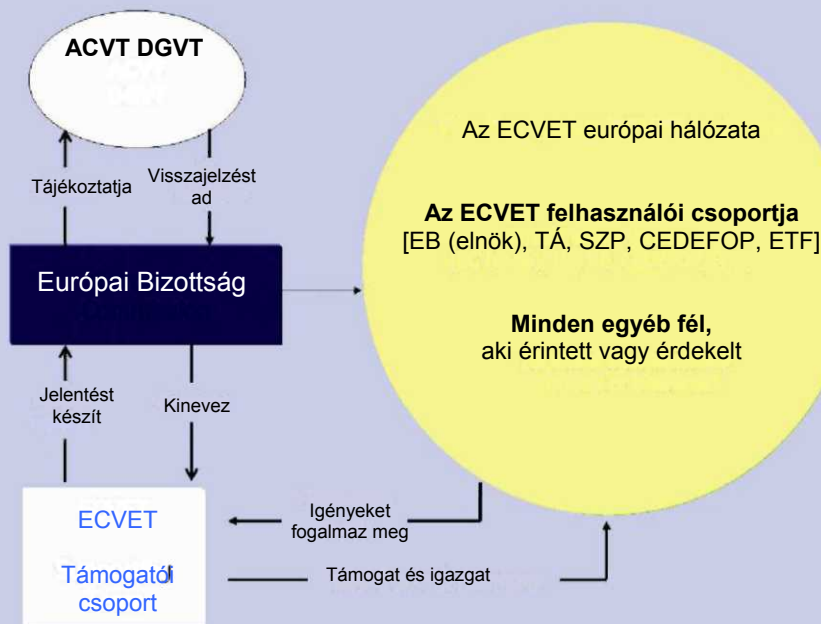 ACVT DGVT
Tájékoztatja
Visszajelzést
ad
Európai Bizottság
Jelentést
készít
Kinevez
ECVET
Támogatói
csoport
Az ECVET európai hálózata
Az ECVET felhasználói csoportja
[EB (elnök), TÁ, SZP, CEDEFOP, ETF]
Minden egyéb fél,
aki érintett vagy érdekelt
Igényeket
fogalmaz meg
Támogat és igazgat